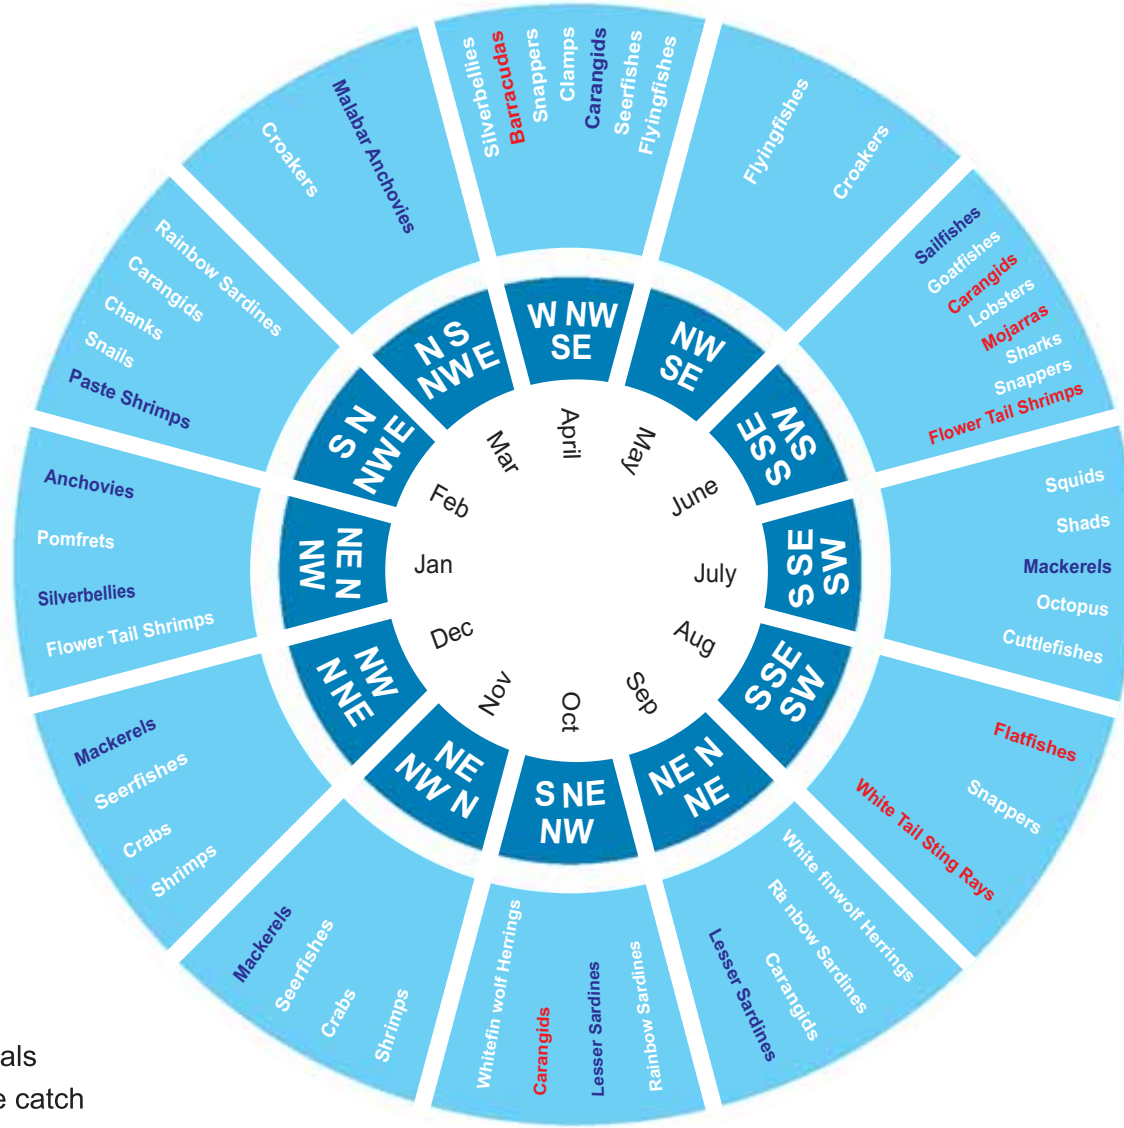 Silverbellies
Barracudas
Snappers
Clamps
Carangids
Seerfishes
Flyingfishes
W NW
SE
April
Flyingfishes
Croakers
NW
SE
May
Sailfishes
Goatfishes
Carangids
Lobsters
Mojarras
Sharks
Snappers
Flower Tail Shrimps
SW
S SSE
June
Squids
Shads
Mackerels
Octopus
Cuttlefishes
S SSE
SW
July
Flatfishes
Snappers
White Tail Sting Rays
S SSE
SW
Aug
White finwolf Herrings
Rainbow Sardines
Carangids
Lesser Sardines
NE N
NE
Sep
Whitefin wolf Herrings
Carangids
Lesser Sardines
Rainbow Sardines
S NE
NW
Oct
Mackerels
Seerfishes
Crabs
Shrimps
NE
NW N
Nov
Mackerels
Seerfishes
Crabs
Shrimps
NW
N NE
Dec
Anchovies
Pomfrets
Silverbellies
Flower Tail Shrimps
NE N
NW
Jan
Rainbow Sardines
Carangids
Chanks
Snails
Paste Shrimps
S N
NWE
Feb
Croakers
Malabar Anchovies
N S
NWE
Mar
als
e catch